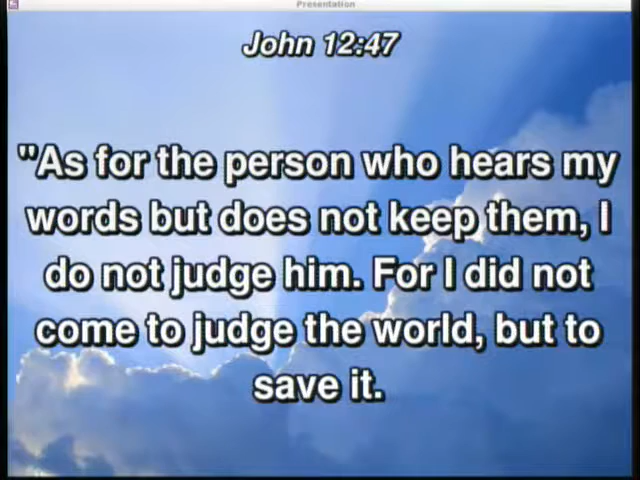 Presentation
John 12:47
"As for the person who hears my
words but does not keep them, I
do not judge him. For I did not
come to judge the world, but to
save it.